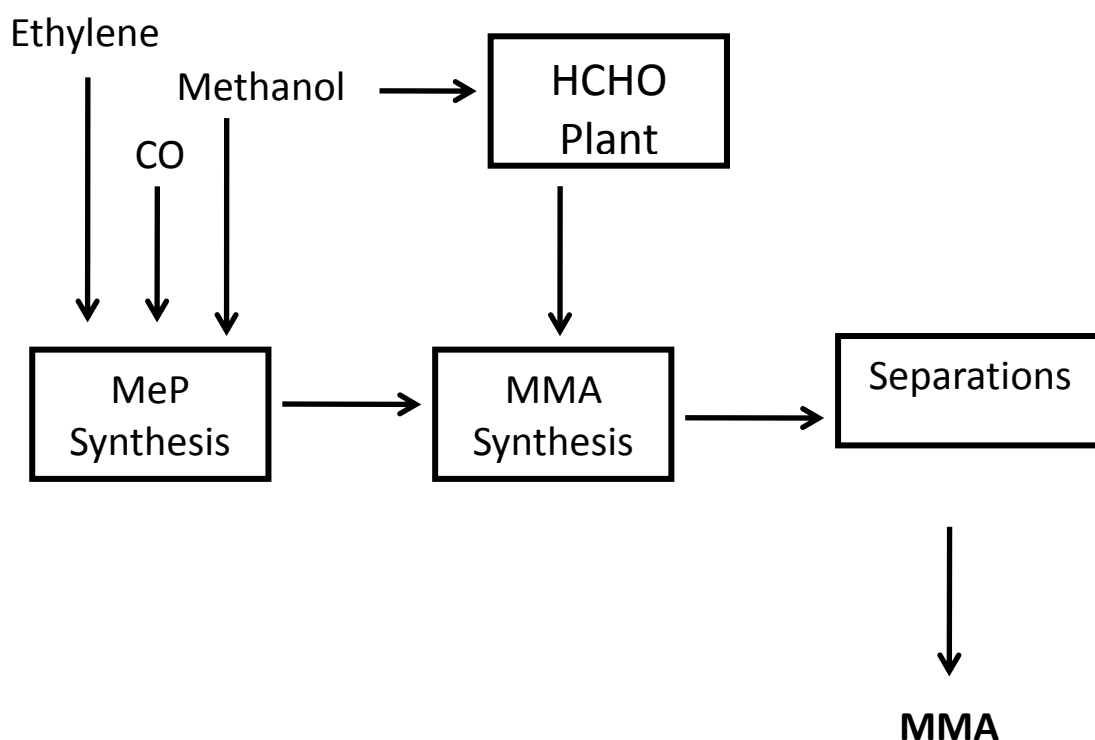 Ethylene
Methanol
CO
HCHO
Plant
MeP
Synthesis
MMA
Synthesis
Separations
MMA